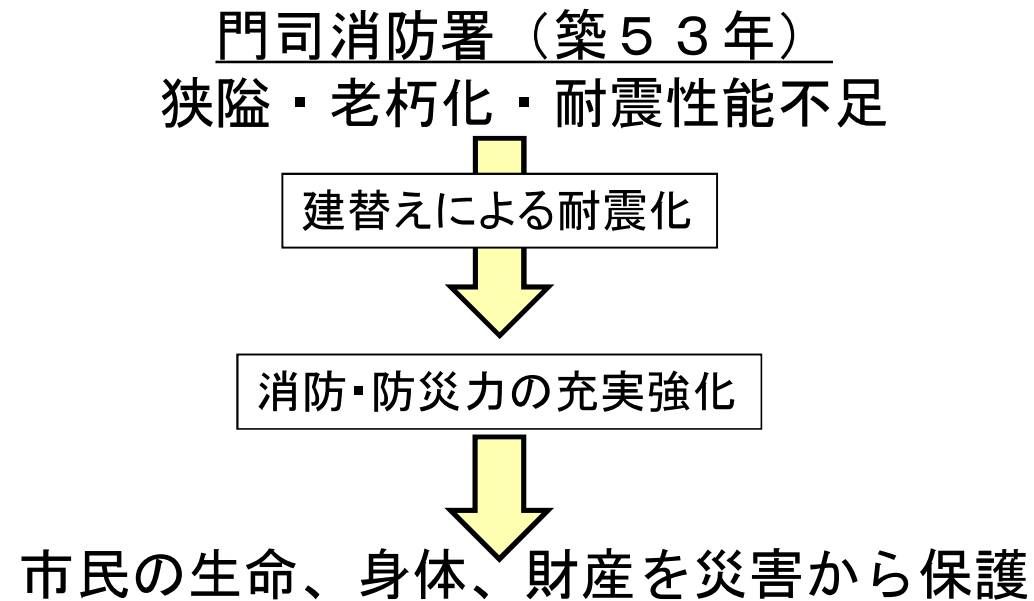 門司消防署（築５３年）
狭隘・老朽化・耐震性能不足
建替えによる耐震化
消防・防災力の充実強化
市民の生命、身体、財産を災害から保護